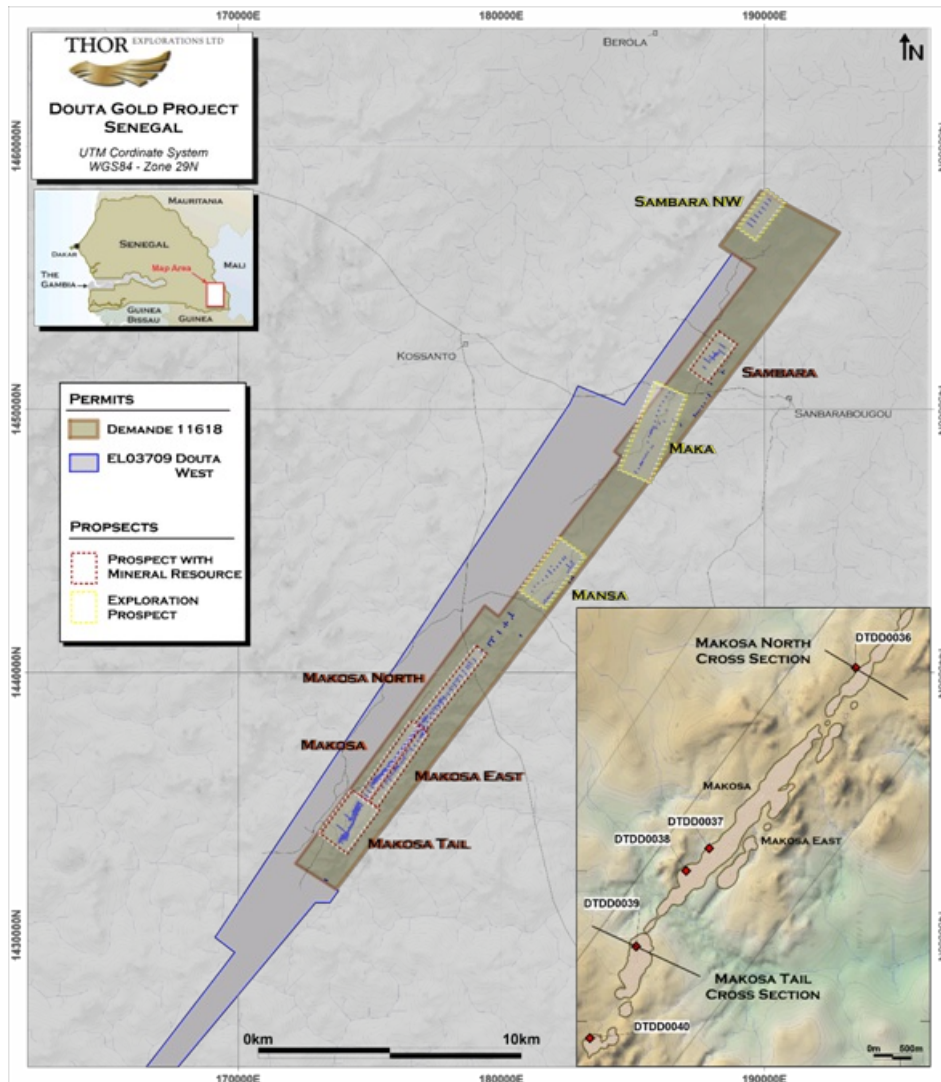 170000E
180000E
190000E
THOR
EXPLORATIONS LTD
DOUTA GOLD PROJECT
SENEGAL
UTM Cordinate System
WGS84 - Zone 29N
BEROLA
N
1460000N
MAURITANIA
SENEGAL
DAKAR
Map Area
MALI
THE
GAMBIA
GUINEA
BISSAU
GUINEA
SAMBARA NW
KOSSANTO
SAMBARA
SANBARABOUGOU
1450000N
MAKA
PERMITS
DEMANDE 11618
EL03709 DOUTA
WEST
PROPSECTS
PROSPECT WITH
MINERAL RESOURCE
EXPLORATION
PROSPECT
MANSA
1440000N
MAKOSA NORTH
MAKOSA
MAKOSA EAST
MAKOSA TAIL
1430000N
DTDD0036
MAKOSA NORTH
CROSS SECTION
MAKOSA
DTDD0037
DTDD0038
MAKOSA EAST
DTDD0039
MAKOSA TAIL
CROSS SECTION
DTDD0040
0m 500m
0km 10km
170000E
180000E
190000E